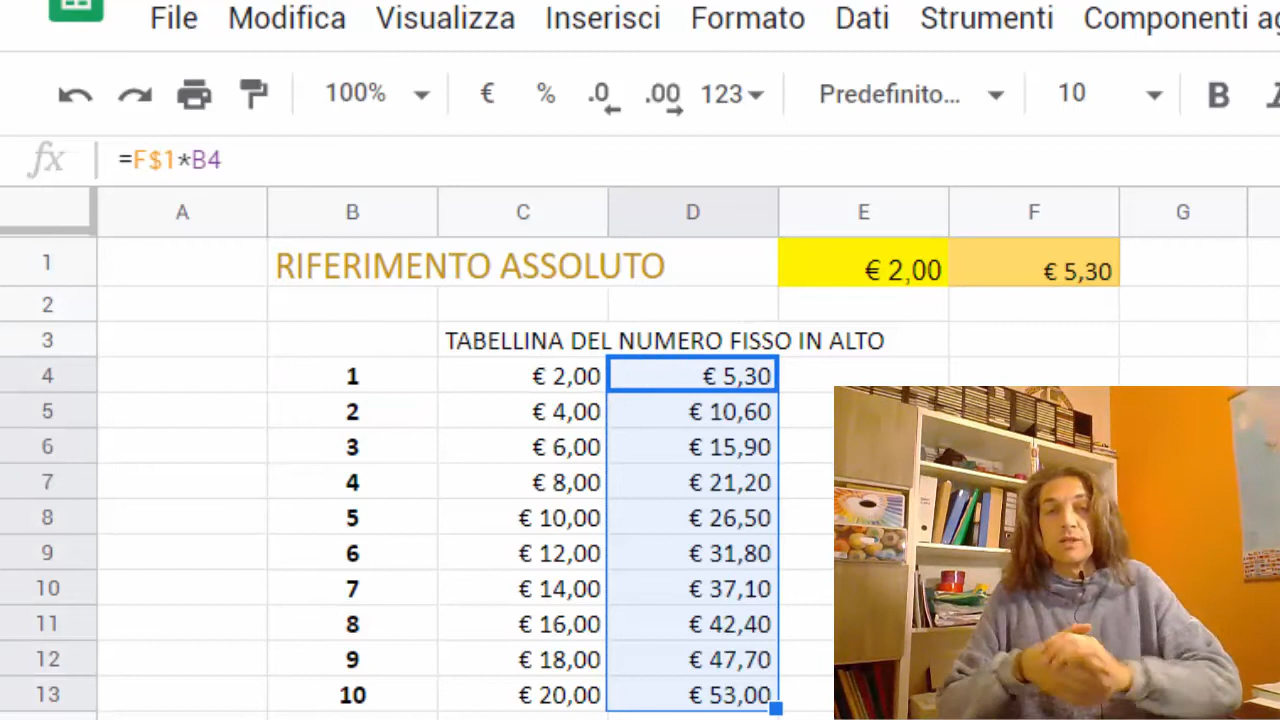 File Modifica Visualizza Inserisci Formato Dati Strumenti Componenti ag
100% € % .0 .00 123 Predefinito... 10 B I
fx =F$1*B4
A B C D E F G
1 RIFERIMENTO ASSOLUTO € 2,00 € 5,30
2
3 TABELLINA DEL NUMERO FISSO IN ALTO
4 1 € 2,00 € 5,30
5 2 € 4,00 € 10,60
6 3 € 6,00 € 15,90
7 4 € 8,00 € 21,20
8 5 € 10,00 € 26,50
9 6 € 12,00 € 31,80
10 7 € 14,00 € 37,10
11 8 € 16,00 € 42,40
12 9 € 18,00 € 47,70
13 10 € 20,00 € 53,00